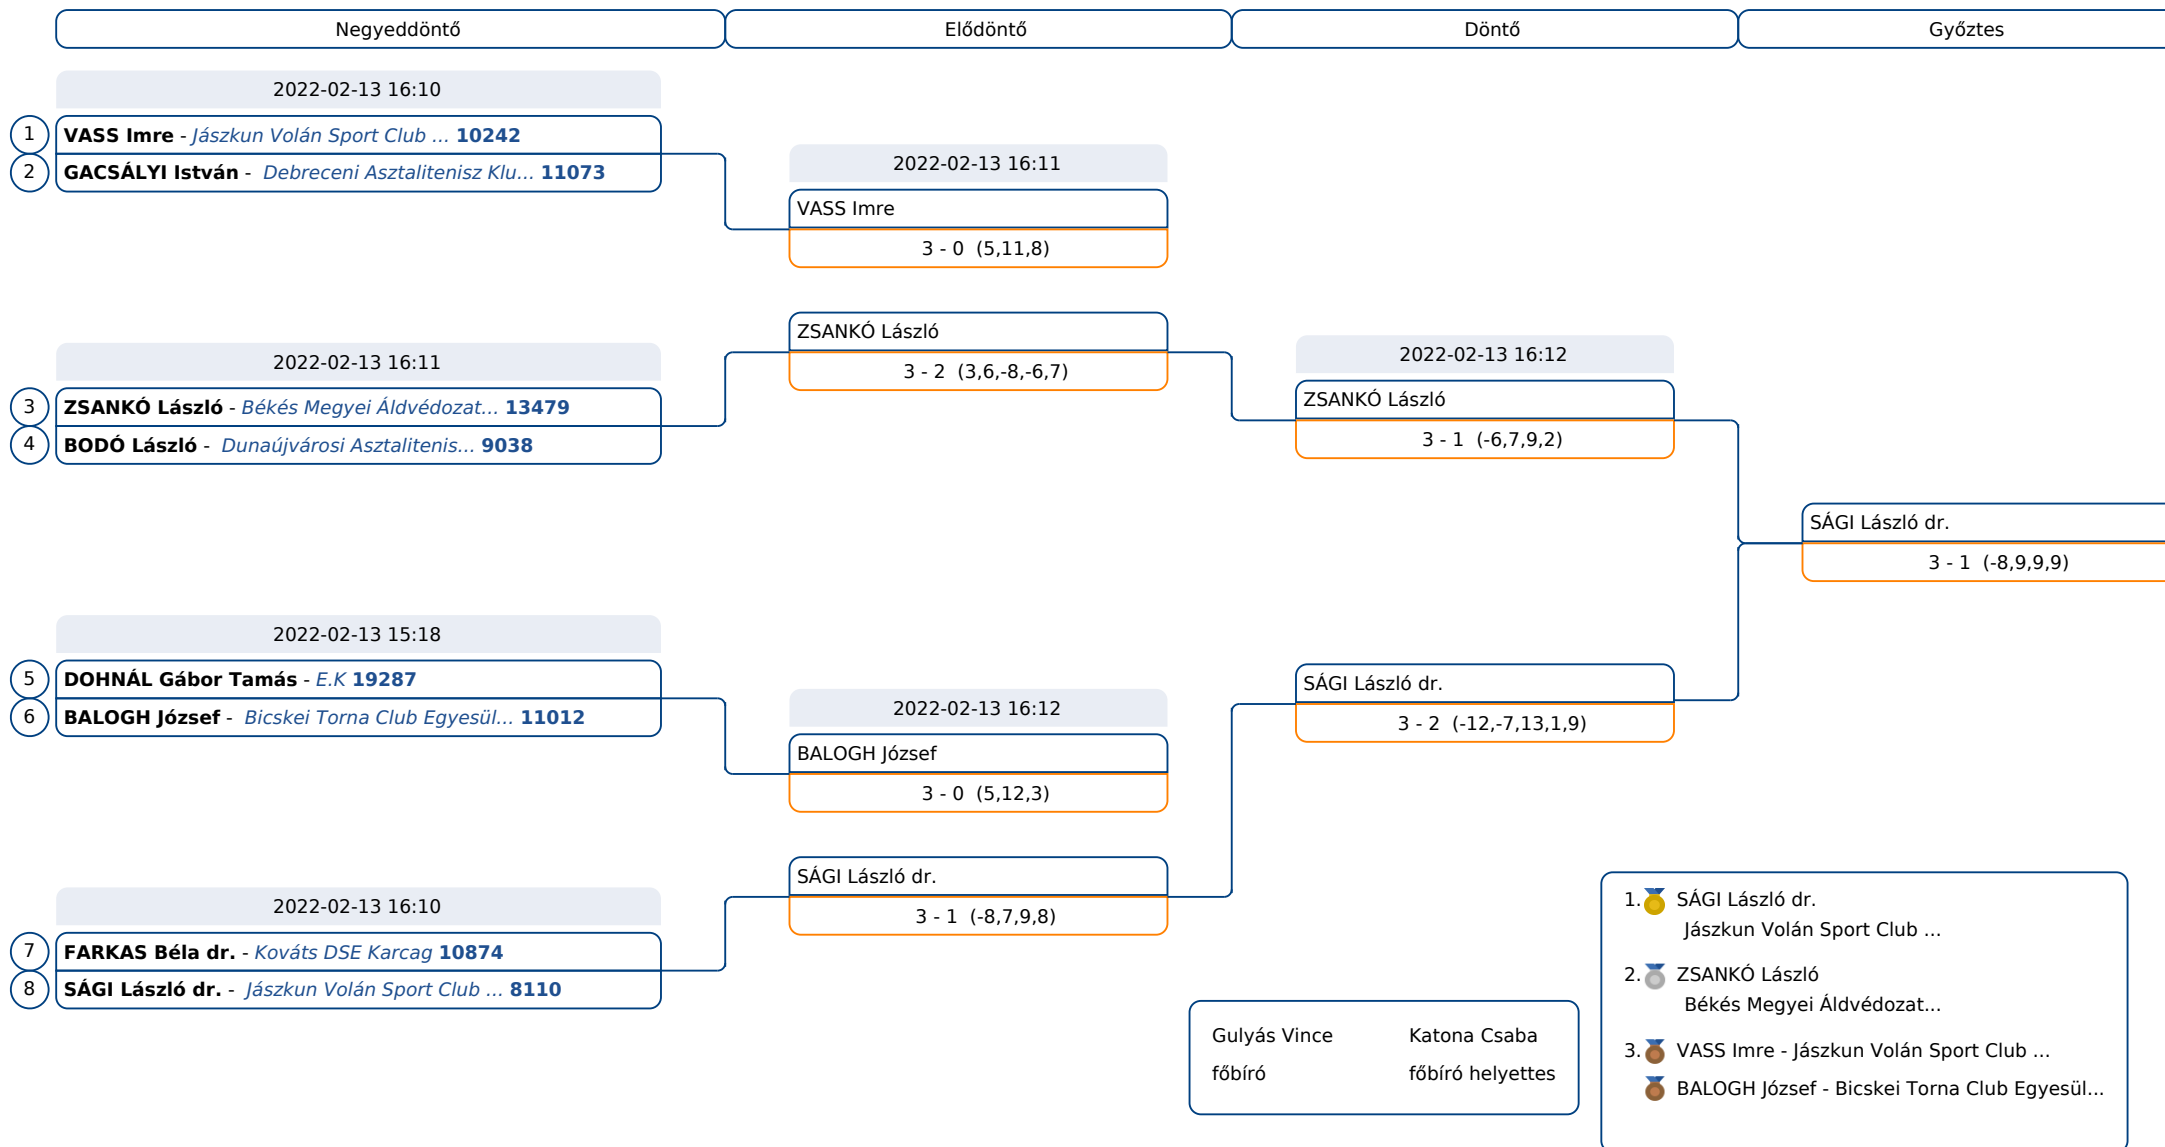 Negyeddöntő
Elődöntő
Döntő
Győztes
2022-02-13 16:10
1 VASS Imre - Jászkun Volán Sport Club ... 10242
2 GACSÁLYI István - Debreceni Asztalitenisz Klu... 11073
2022-02-13 16:11
VASS Imre
3 - 0 (5,11,8)
2022-02-13 16:11
3 ZSANKÓ László - Békés Megyei Áldvédozat... 13479
4 BODÓ László - Dunaújvárosi Asztalitenis... 9038
ZSANKÓ László
3 - 2 (3,6,-8,-6,7)
2022-02-13 16:12
ZSANKÓ László
3 - 1 (-6,7,9,2)
SÁGI László dr.
3 - 1 (-8,9,9,9)
2022-02-13 15:18
5 DOHNÁL Gábor Tamás - E.K 19287
6 BALOGH József - Bicskei Torna Club Egyesül... 11012
2022-02-13 16:12
BALOGH József
3 - 0 (5,12,3)
SÁGI László dr.
3 - 2 (-12,-7,13,1,9)
2022-02-13 16:10
7 FARKAS Béla dr. - Kováts DSE Karcag 10874
8 SÁGI László dr. - Jászkun Volán Sport Club ... 8110
SÁGI László dr.
3 - 1 (-8,7,9,8)
Gulyás Vince
főbíró
Katona Csaba
főbíró helyettes
1. SÁGI László dr.
Jászkun Volán Sport Club ...
2. ZSANKÓ László
Békés Megyei Áldvédozat...
3. VASS Imre - Jászkun Volán Sport Club ...
BALOGH József - Bicskei Torna Club Egyesül...